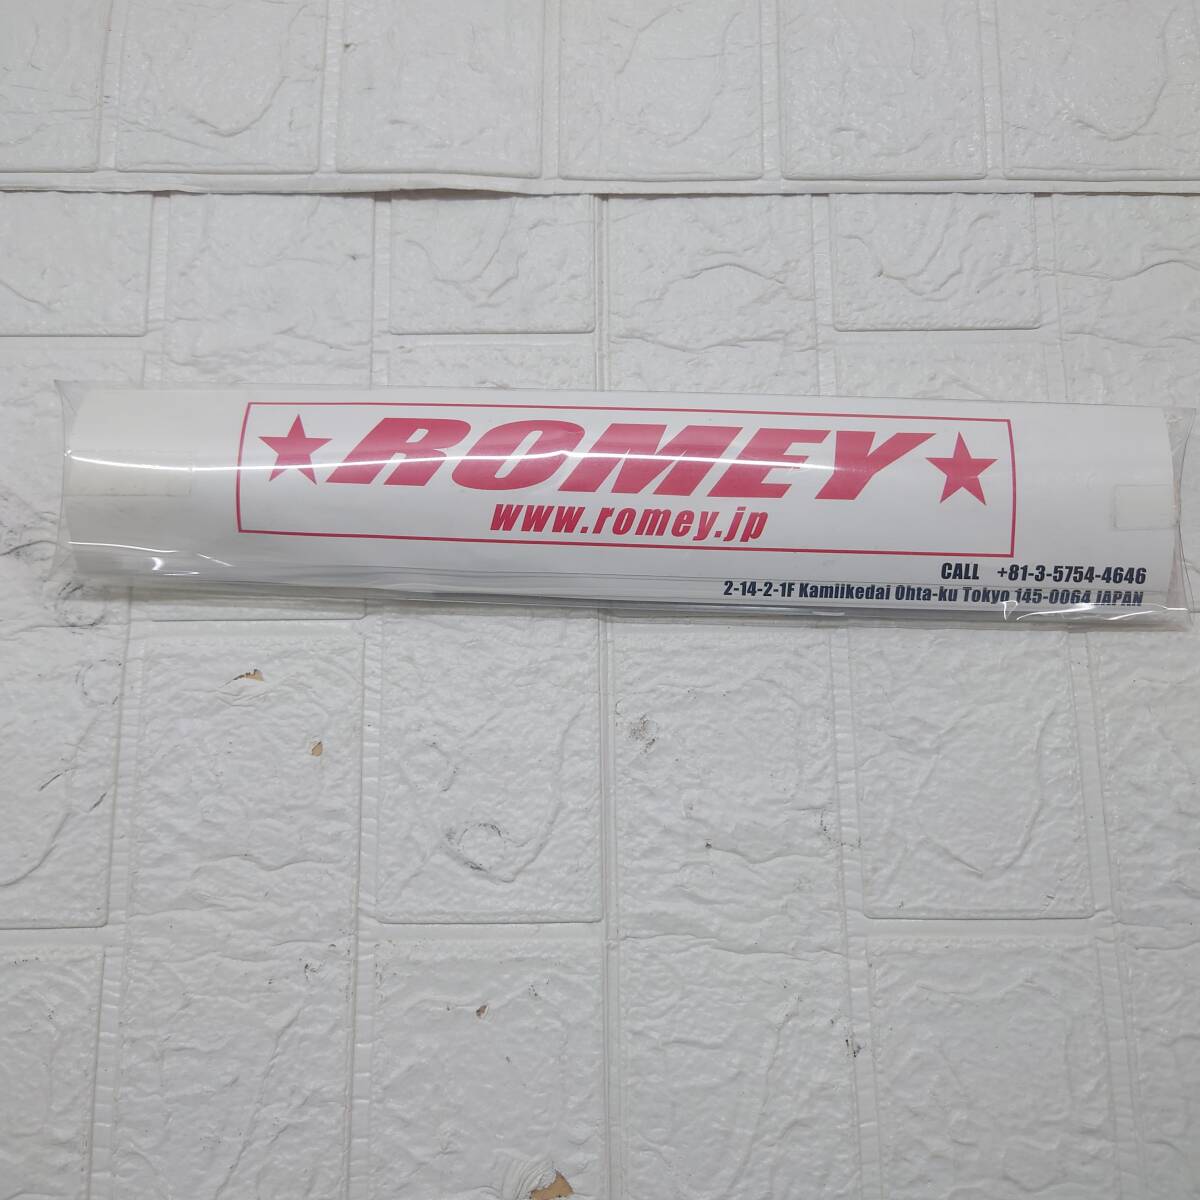 ★ROMEY★
www.romey.jp
CALL +81-3-5754-4646
2-14-2-1F Kamiikedai Ohta-ku Tokyo 145-0064 JAPAN